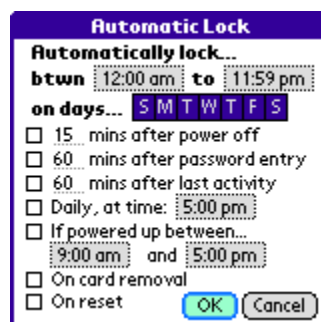 Automatic Lock
Automatically lock...
btwn 12:00 am to 11:59 pm
on days... S M T W T F S
15 mins after power off
60 mins after password entry
60 mins after last activity
Daily, at time: 5:00 pm
If powered up between...
9:00 am and 5:00 pm
On card removal
On reset OK Cancel